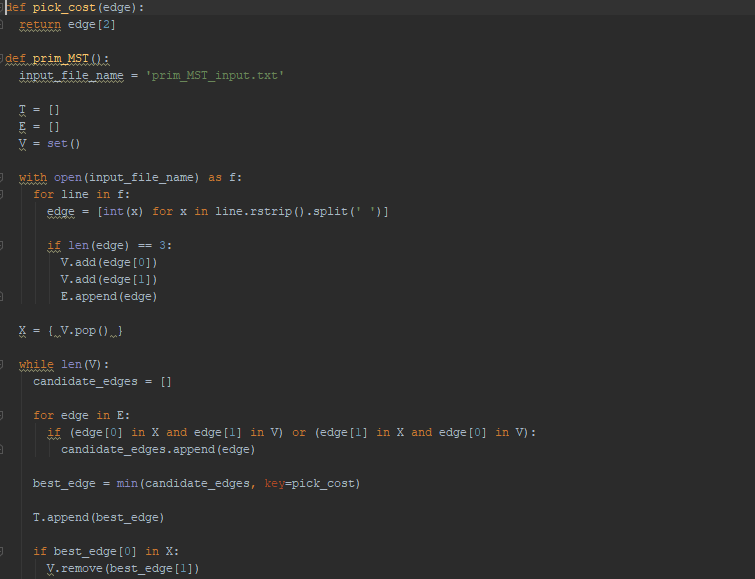 def pick_cost(edge):
  return edge[2]

def prim_MST():
  input_file_name = 'prim_MST_input.txt'

  T = []
  E = []
  V = set()

  with open(input_file_name) as f:
    for line in f:
      edge = [int(x) for x in line.rstrip().split(' ')]

      if len(edge) == 3:
        V.add(edge[0])
        V.add(edge[1])
        E.append(edge)

  X = { V.pop() }

  while len(V):
    candidate_edges = []

    for edge in E:
      if (edge[0] in X and edge[1] in V) or (edge[1] in X and edge[0] in V):
        candidate_edges.append(edge)

    best_edge = min(candidate_edges, key=pick_cost)

    T.append(best_edge)

    if best_edge[0] in X:
      V.remove(best_edge[1])